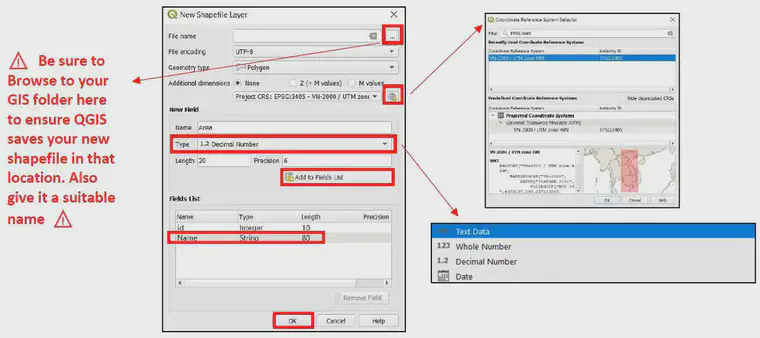 Be sure to
Browse to your
GIS folder here
to ensure QGIS
saves your new
shapefile in that
location. Also
give it a suitable
name
New Shapefile Layer
File name
...
File encoding UTF-8
Geometry type Polygon
Additional dimensions None Z (+ M values) M values
Project CRS: EPSG:3405 - VN-2000 / UTM zone
New Field
Name Area
Type 1.2 Decimal Number
Length 20 Precision 6
Add to Fields List
Fields List
Name Type Length Precision
id Integer 10
Name String 80
Remove Field
OK Cancel Help
Coordinate Reference System Selector
Filter EPSG:3405
Recently Used Coordinate Reference Systems
Coordinate Reference System Authority ID
VN-2000 / UTM zone 48N EPSG:3405
Predefined Coordinate Reference Systems Hide deprecated CRSs
Coordinate Reference System Authority ID
Projected Coordinate Systems
Universal Transverse Mercator (UTM)
VN-2000 / UTM zone 48N EPSG:3405
VN-2000 / UTM zone 48N
WKT
OK Cancel Help
Text Data
123 Whole Number
1.2 Decimal Number
Date